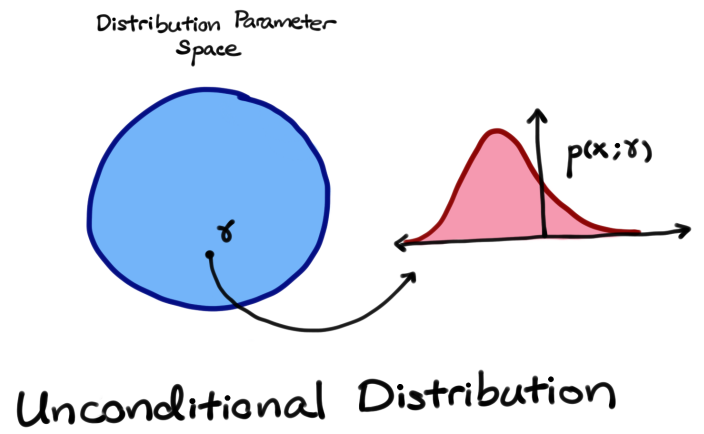 Distribution Parameter
Space
γ
p(x;γ)
Unconditional Distribution